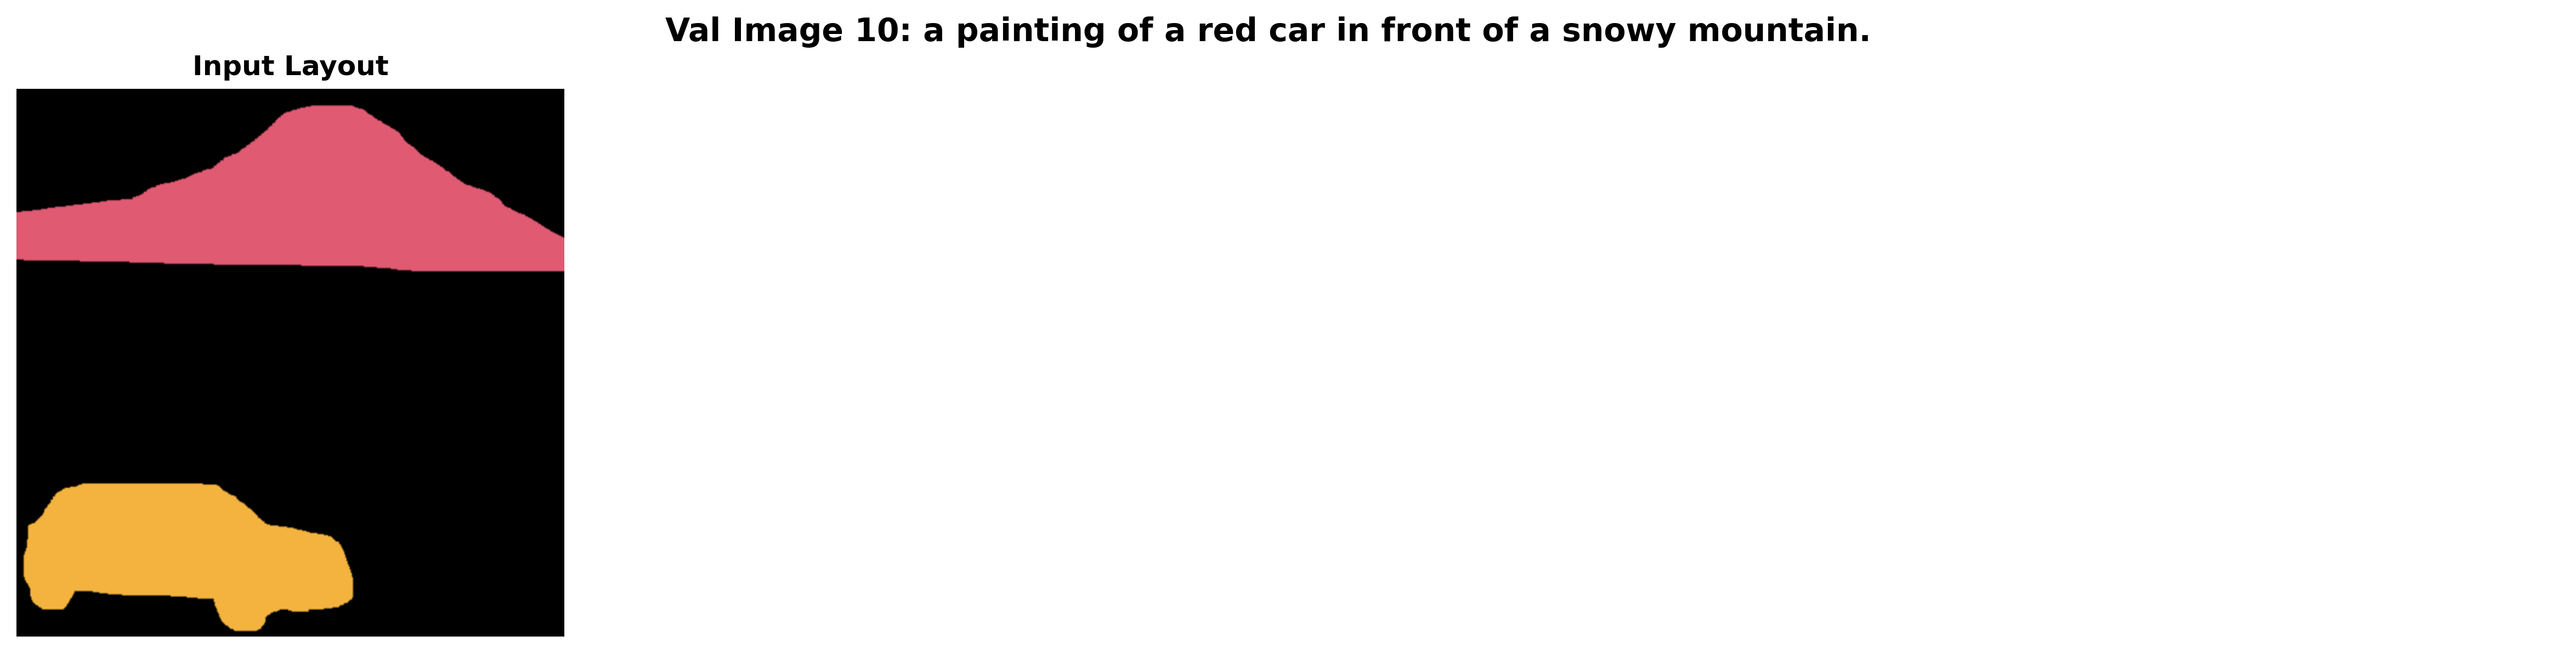 Val Image 10: a painting of a red car in front of a snowy mountain.
Input Layout